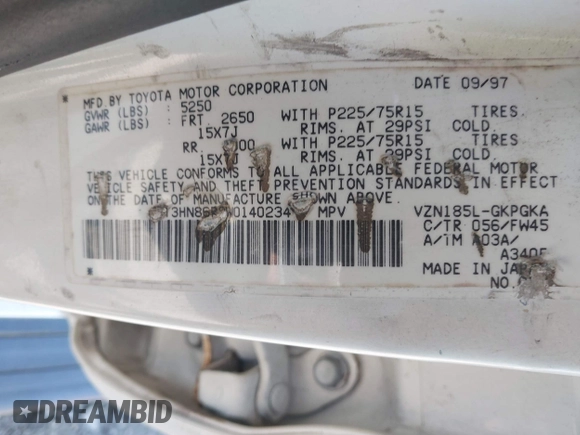 MFD. BY TOYOTA MOTOR CORPORATION DATE 09/97
GVWR (LBS) : 5250
GAWR (LBS) : FRT. 2650 WITH P225/75R15 TIRES.
15X7J RIMS. AT 29PSI COLD.
RR. WITH P225/75R15 TIRES.
RIMS. AT COLD.
THIS VEHICLE CONFORMS TO ALL APPLICABLE FEDERAL MOTOR
VEHICLE SAFETY AND THEFT PREVENTION STANDARDS IN EFFECT
ON THE DATE OF MANUFACTURE SHOWN ABOVE.
MPV VZN185L-GKPGKA
C/TR 056/FW45
A/TM A03A/
A340F
MADE IN JAPAN
NO.
DREAMBID